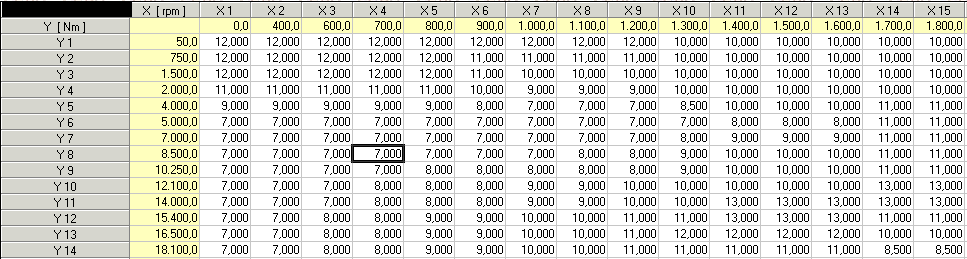 X [ rpm ] X 1 X 2 X 3 X 4 X 5 X 6 X 7 X 8 X 9 X 10 X 11 X 12 X 13 X 14 X 15
Y [ Nm ] 0,0 400,0 600,0 700,0 800,0 900,0 1.000,0 1.100,0 1.200,0 1.300,0 1.400,0 1.500,0 1.600,0 1.700,0 1.800,0
Y 1 50,0 12,000 12,000 12,000 12,000 12,000 12,000 12,000 12,000 12,000 10,000 10,000 10,000 10,000 10,000 10,000
Y 2 750,0 12,000 12,000 12,000 12,000 12,000 11,000 11,000 11,000 11,000 10,000 10,000 10,000 10,000 10,000 10,000
Y 3 1.500,0 12,000 12,000 12,000 12,000 12,000 11,000 10,000 10,000 10,000 10,000 10,000 10,000 10,000 10,000 10,000
Y 4 2.000,0 11,000 11,000 11,000 11,000 11,000 10,000 9,000 9,000 9,000 10,000 10,000 10,000 10,000 10,000 10,000
Y 5 4.000,0 9,000 9,000 9,000 9,000 9,000 8,000 7,000 7,000 7,000 8,500 10,000 10,000 10,000 11,000 11,000
Y 6 5.000,0 7,000 7,000 7,000 7,000 7,000 7,000 7,000 7,000 7,000 7,000 8,000 8,000 8,000 11,000 11,000
Y 7 7.000,0 7,000 7,000 7,000 7,000 7,000 7,000 7,000 7,000 7,000 8,000 9,000 9,000 9,000 11,000 11,000
Y 8 8.500,0 7,000 7,000 7,000 7,000 7,000 7,000 7,000 8,000 8,000 9,000 10,000 10,000 10,000 11,000 11,000
Y 9 10.250,0 7,000 7,000 7,000 7,000 8,000 8,000 8,000 8,000 9,000 10,000 10,000 10,000 10,000 11,000 11,000
Y 10 12.100,0 7,000 7,000 7,000 8,000 8,000 8,000 9,000 9,000 10,000 10,000 10,000 10,000 10,000 13,000 13,000
Y 11 14.000,0 7,000 7,000 7,000 8,000 8,000 9,000 9,000 10,000 10,000 11,000 13,000 13,000 13,000 13,000 13,000
Y 12 15.400,0 7,000 7,000 8,000 8,000 9,000 9,000 10,000 10,000 11,000 11,000 13,000 13,000 13,000 11,000 11,000
Y 13 16.500,0 7,000 7,000 8,000 8,000 9,000 9,000 10,000 10,000 11,000 12,000 12,000 12,000 12,000 10,000 10,000
Y 14 18.100,0 7,000 7,000 8,000 8,000 9,000 9,000 10,000 10,000 11,000 11,000 11,000 11,000 11,000 8,500 8,500